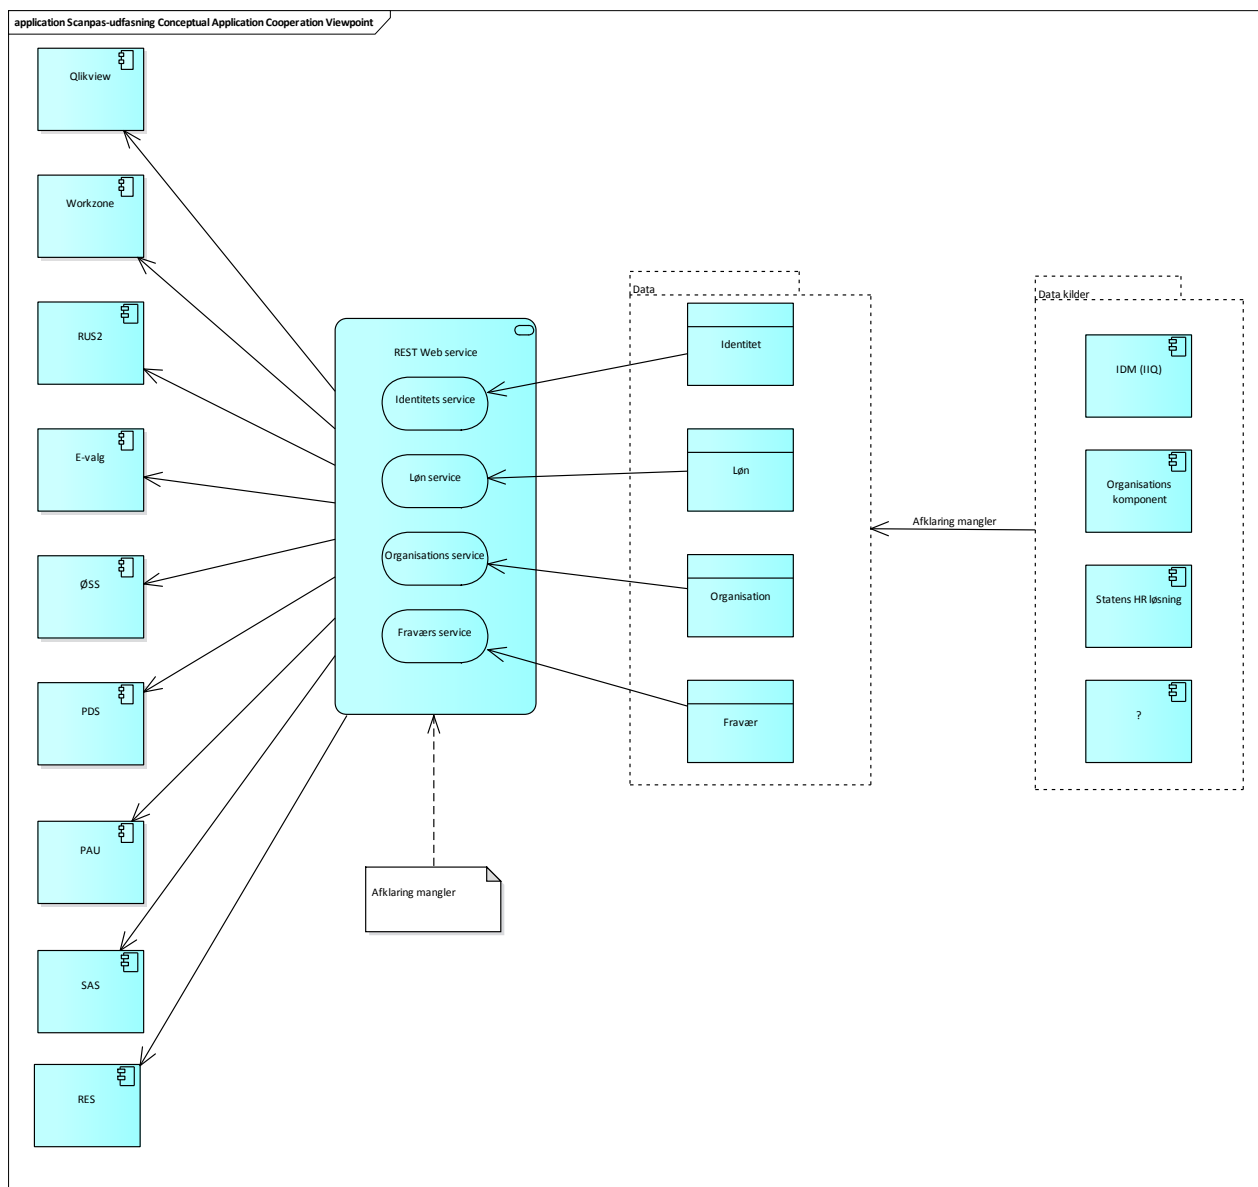 application Scanpas-udfasning Conceptual Application Cooperation Viewpoint
Qlikview
Workzone
RUS2
E-valg
ØSS
PDS
PAU
SAS
RES
REST Web service
Identitets service
Løn service
Organisations service
Fraværs service
Afklaring mangler
Data
Identitet
Løn
Organisation
Fravær
Afklaring mangler
Data kilder
IDM (IIQ)
Organisations
komponent
Statens HR løsning
?